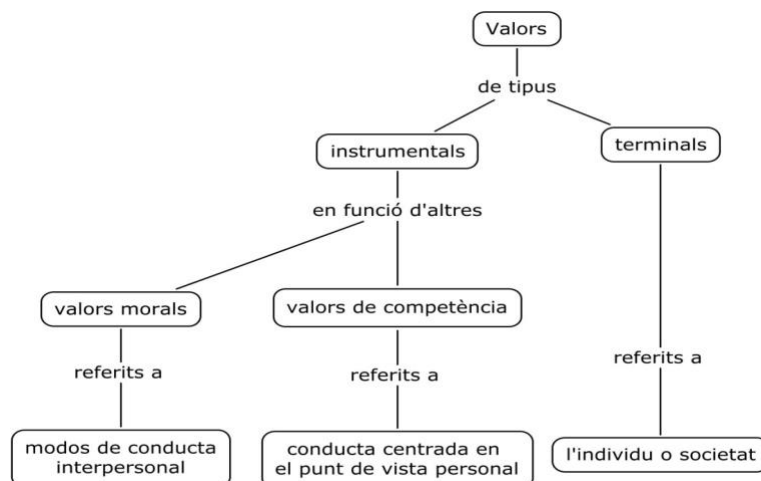 Valors
de tipus
instrumentals
terminals
en funció d'altres
valors morals
valors de competència
referits a
referits a
referits a
modos de conducta
interpersonal
conducta centrada en
el punt de vista personal
l'individu o societat